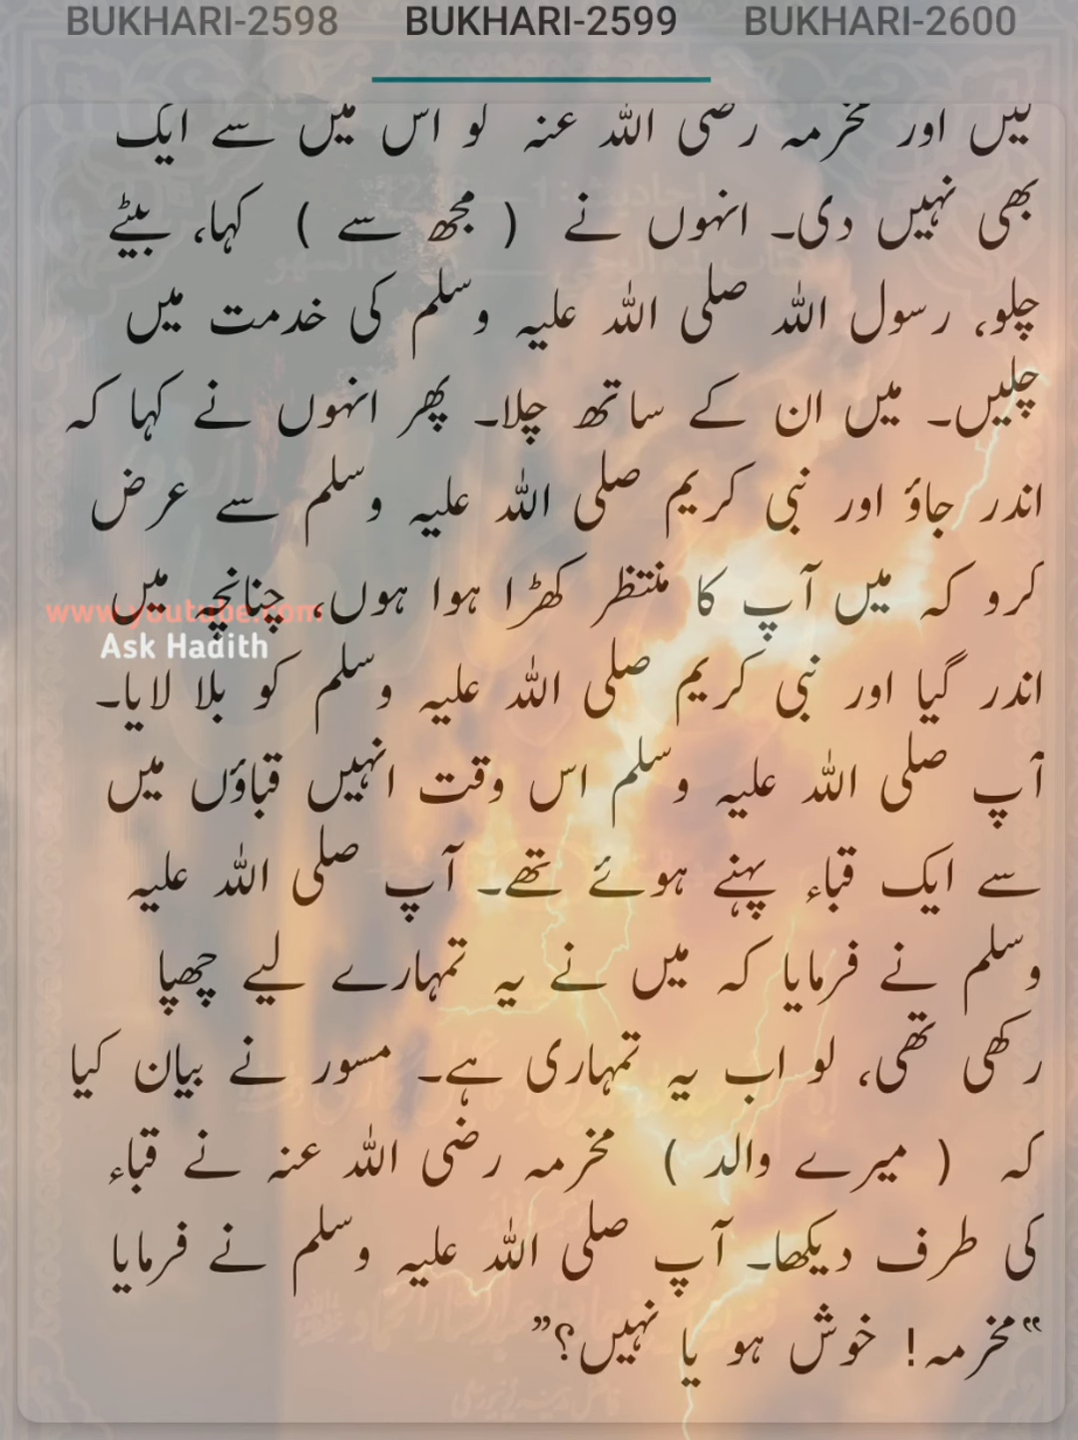 BUKHARI-2598 BUKHARI-2599 BUKHARI-2600
لیں اور مخرمہ رضی اللہ عنہ لو اس میں سے ایک
بھی نہیں دی۔ انہوں نے ( مجھ سے ) کہا، بیٹے
چلو، رسول اللہ صلی اللہ علیہ وسلم کی خدمت میں
چلیں۔ میں ان کے ساتھ چلا۔ پھر انہوں نے کہا کہ
اندر جاؤ اور نبی کریم صلی اللہ علیہ وسلم سے عرض
کرو کہ میں آپ کا منتظر کھڑا ہوا ہوں، چنانچہ میں
www.youtube.com
Ask Hadith
اندر گیا اور نبی کریم صلی اللہ علیہ وسلم کو بلا لایا۔
آپ صلی اللہ علیہ وسلم اس وقت انہیں قباؤں میں
سے ایک قباء پہنے ہوئے تھے۔ آپ صلی اللہ علیہ
وسلم نے فرمایا کہ میں نے یہ تمہارے لیے چھپا
رکھی تھی، لو اب یہ تمہاری ہے۔ مسور نے بیان کیا
کہ ( میرے والد ) مخرمہ رضی اللہ عنہ نے قباء
کی طرف دیکھا۔ آپ صلی اللہ علیہ وسلم نے فرمایا
”مخرمہ! خوش ہو یا نہیں؟“